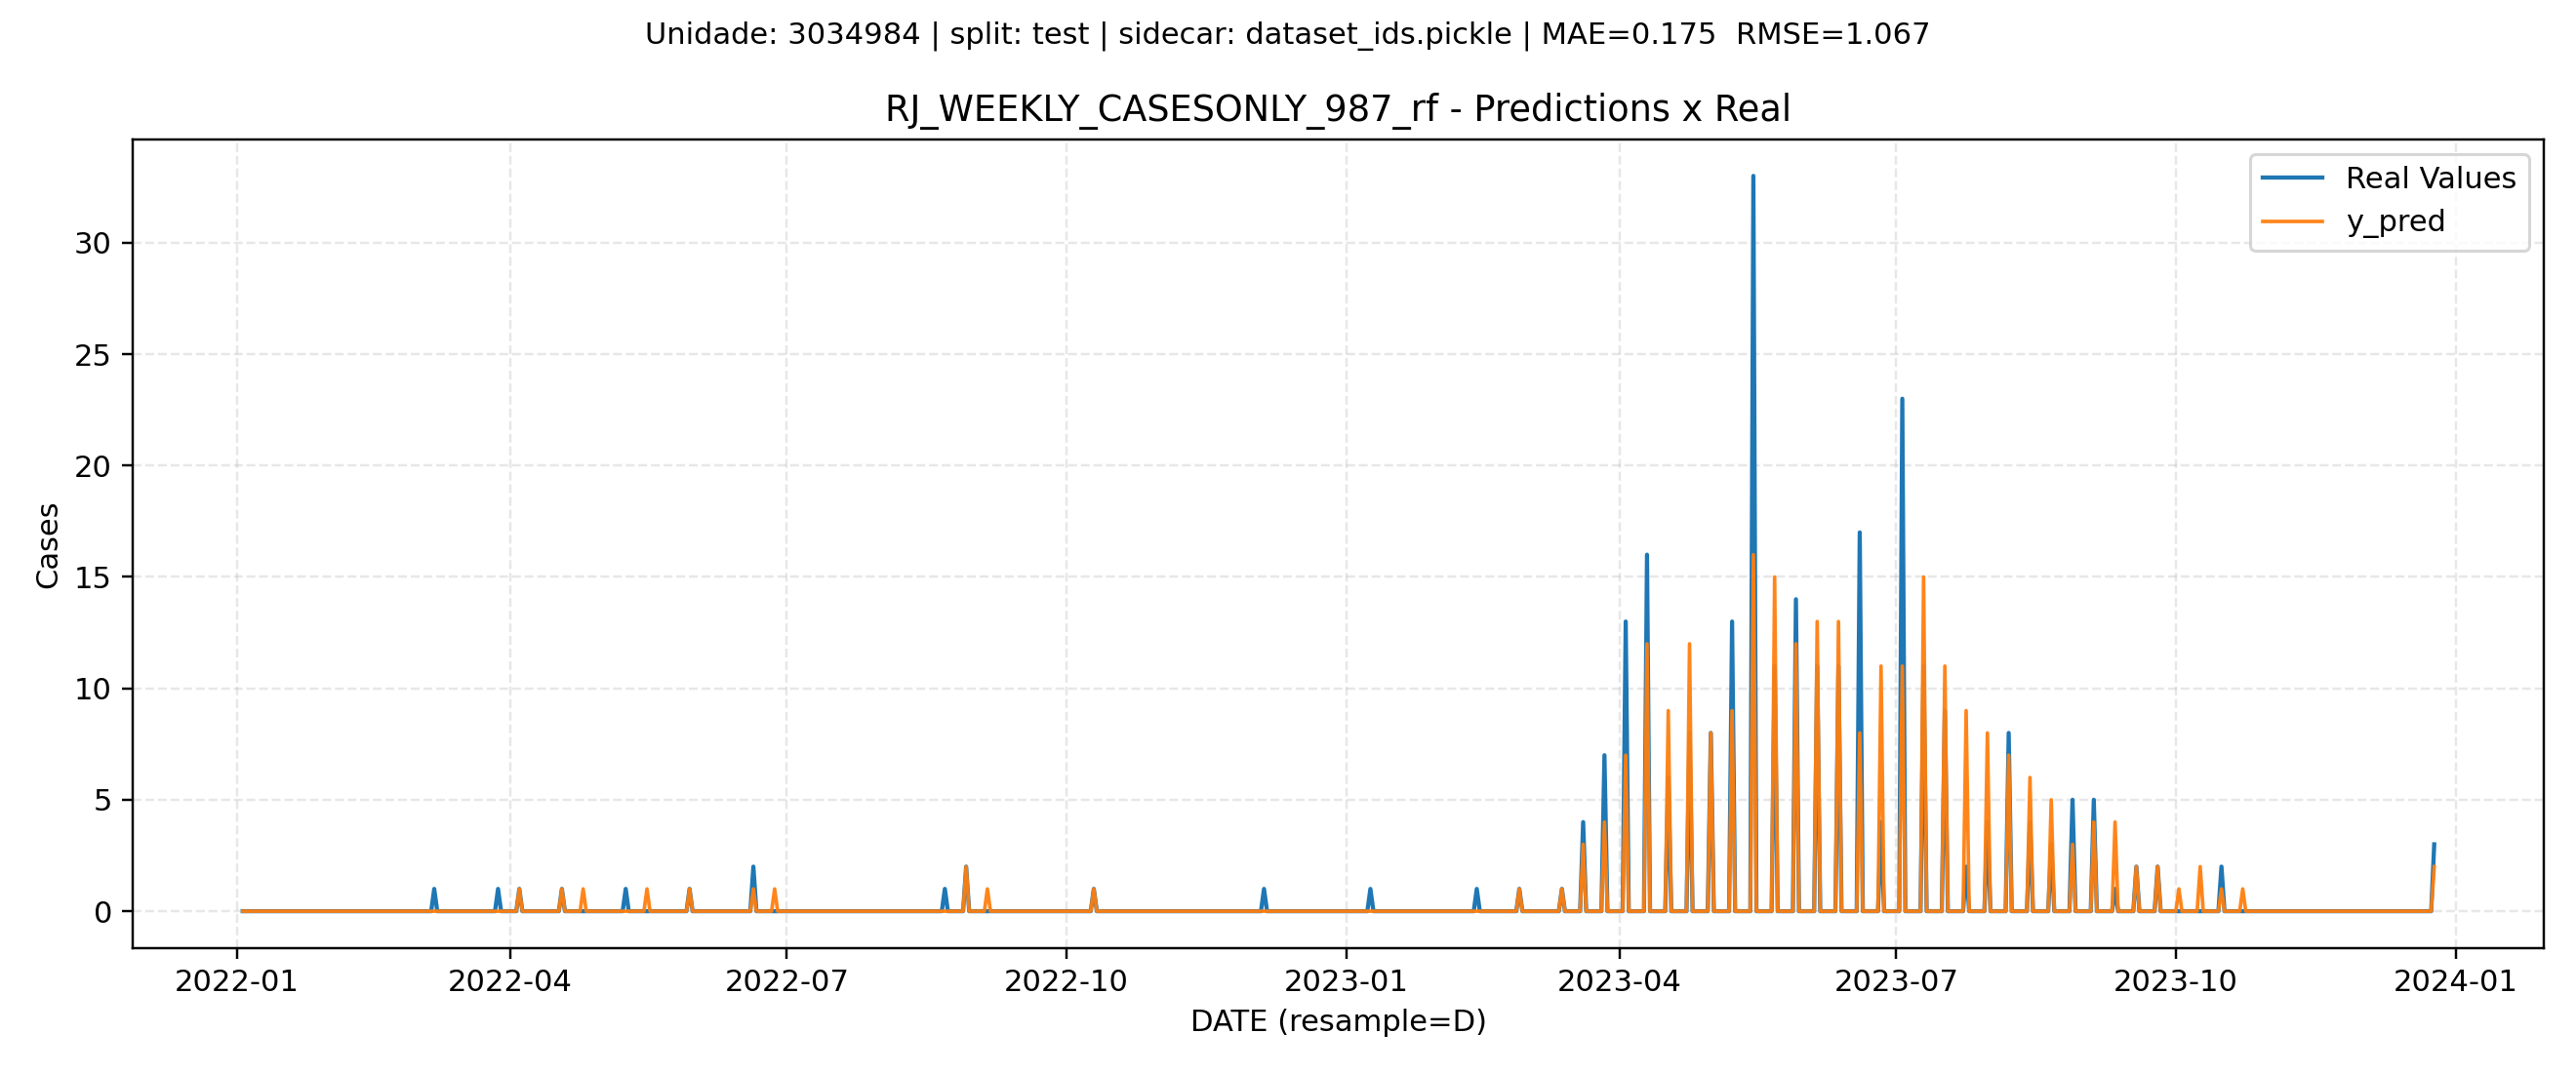 Unidade: 3034984 | split: test | sidecar: dataset_ids.pickle | MAE=0.175  RMSE=1.067
RJ_WEEKLY_CASESONLY_987_rf - Predictions x Real
Real Values
y_pred
Cases
30
25
20
15
10
5
0
2022-01
2022-04
2022-07
2022-10
2023-01
2023-04
2023-07
2023-10
2024-01
DATE (resample=D)